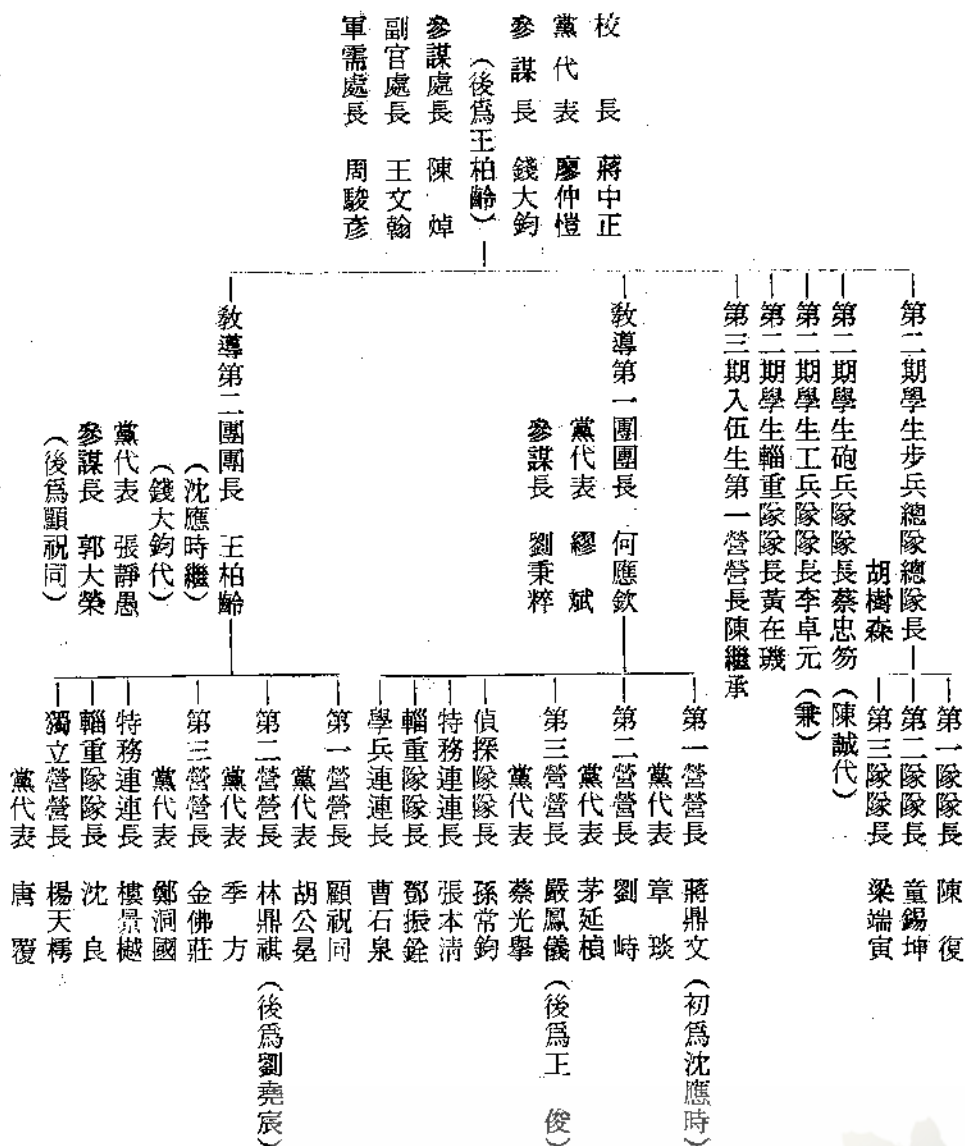 校長 蔣中正
黨代表 廖仲愷
參謀長 錢大鈞
(後爲王柏齡)
參謀處長 陳焯
副官處長 王文翰
軍需處長 周駿彥
第二期學生步兵總隊總隊長
胡樹森
第一隊隊長 陳復
第二隊隊長 童錫坤
第三隊隊長 梁端寅
第二期學生砲兵隊隊長蔡忠笏(陳誠代)
第二期學生工兵隊隊長李卓元(兼)
第二期學生輜重隊隊長黃在璣
第三期入伍生第一營營長陳繼承
教導第一團團長 何應欽
黨代表 繆斌
參謀長 劉秉粹
第一營營長 蔣鼎文(初爲沈應時)
黨代表 章琰
第二營營長 劉峙
黨代表 茅延楨
第三營營長 嚴鳳儀(後爲王俊)
黨代表 蔡光擧
偵探隊隊長 孫常鈞
特務連連長 張本清
輜重隊隊長 鄧振銓
學兵連連長 曹石泉
教導第二團團長 王柏齡
(沈應時繼)
(錢大鈞代)
黨代表 張靜愚
參謀長 郭大榮
(後爲顧祝同)
第一營營長 顧祝同
黨代表 胡公冕
第二營營長 林鼎祺(後爲劉堯宸)
黨代表 季方
第三營營長 金佛莊
黨代表 鄭洞國
特務連連長 樓景樾
輜重隊隊長 沈良
獨立營營長 楊天樗
黨代表 唐覆